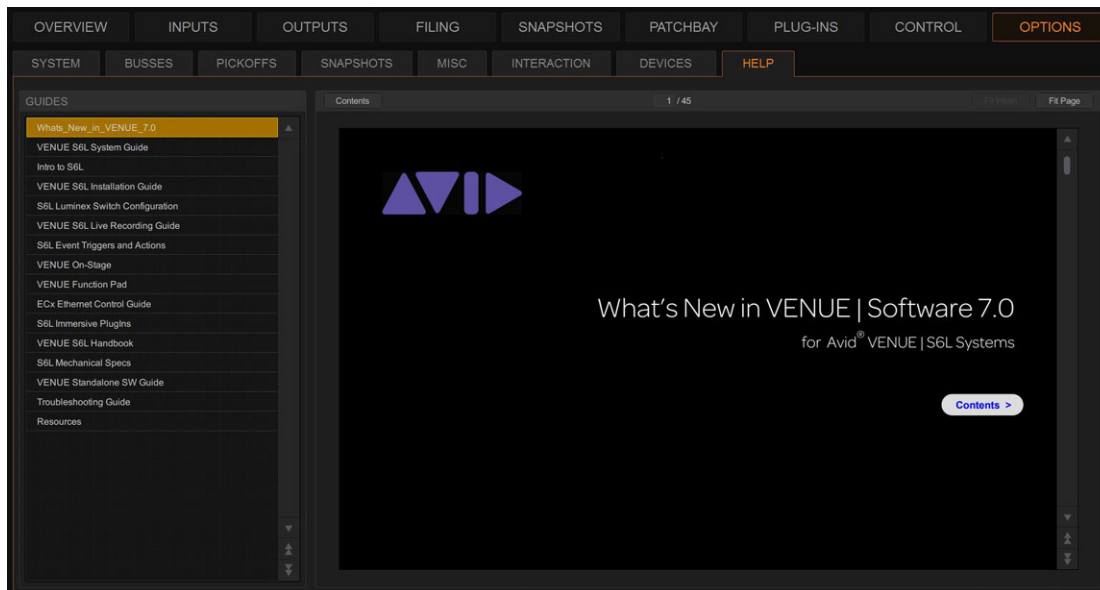 OVERVIEW INPUTS OUTPUTS FILING SNAPSHOTS PATCHBAY PLUG-INS CONTROL OPTIONS
SYSTEM BUSSES PICKOFFS SNAPSHOTS MISC INTERACTION DEVICES HELP
GUIDES
Contents 1 / 45 Fit Width Fit Page
Whats_New_in_VENUE_7.0
VENUE S6L System Guide
Intro to S6L
VENUE S6L Installation Guide
S6L Luminex Switch Configuration
VENUE S6L Live Recording Guide
S6L Event Triggers and Actions
VENUE On-Stage
VENUE Function Pad
ECx Ethernet Control Guide
S6L Immersive PlugIns
VENUE S6L Handbook
S6L Mechanical Specs
VENUE Standalone SW Guide
Troubleshooting Guide
Resources
AVID
What's New in VENUE | Software 7.0
for Avid® VENUE | S6L Systems
Contents >